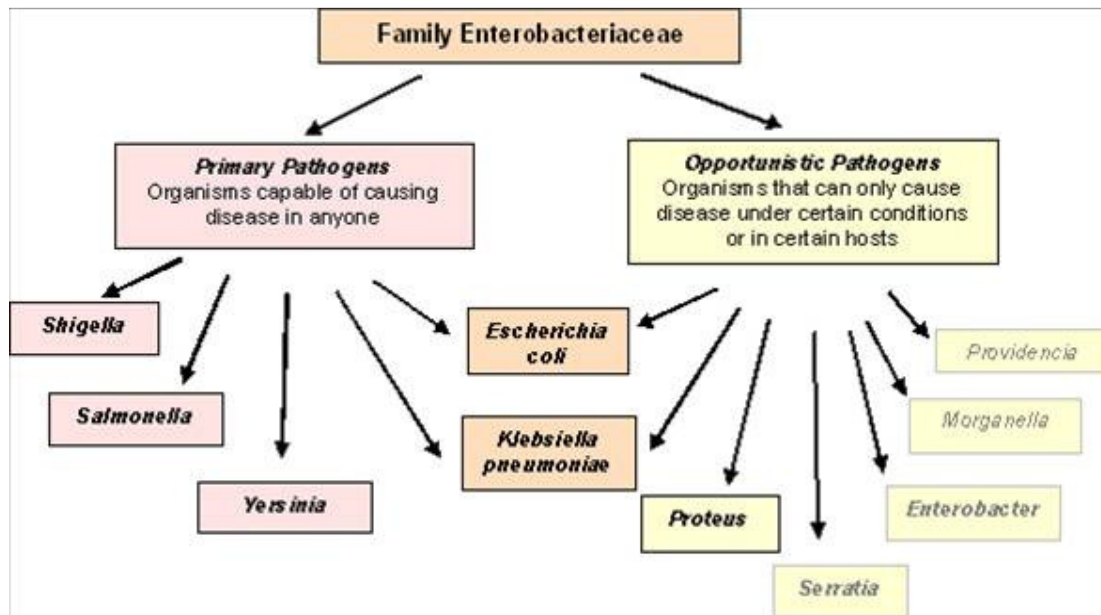 Family Enterobacteriaceae
Primary Pathogens
Organisms capable of causing
disease in anyone
Opportunistic Pathogens
Organisms that can only cause
disease under certain conditions
or in certain hosts
Shigella
Escherichia
coli
Providencia
Salmonella
Klebsiella
pneumoniae
Morganella
Yersinia
Proteus
Enterobacter
Serratia